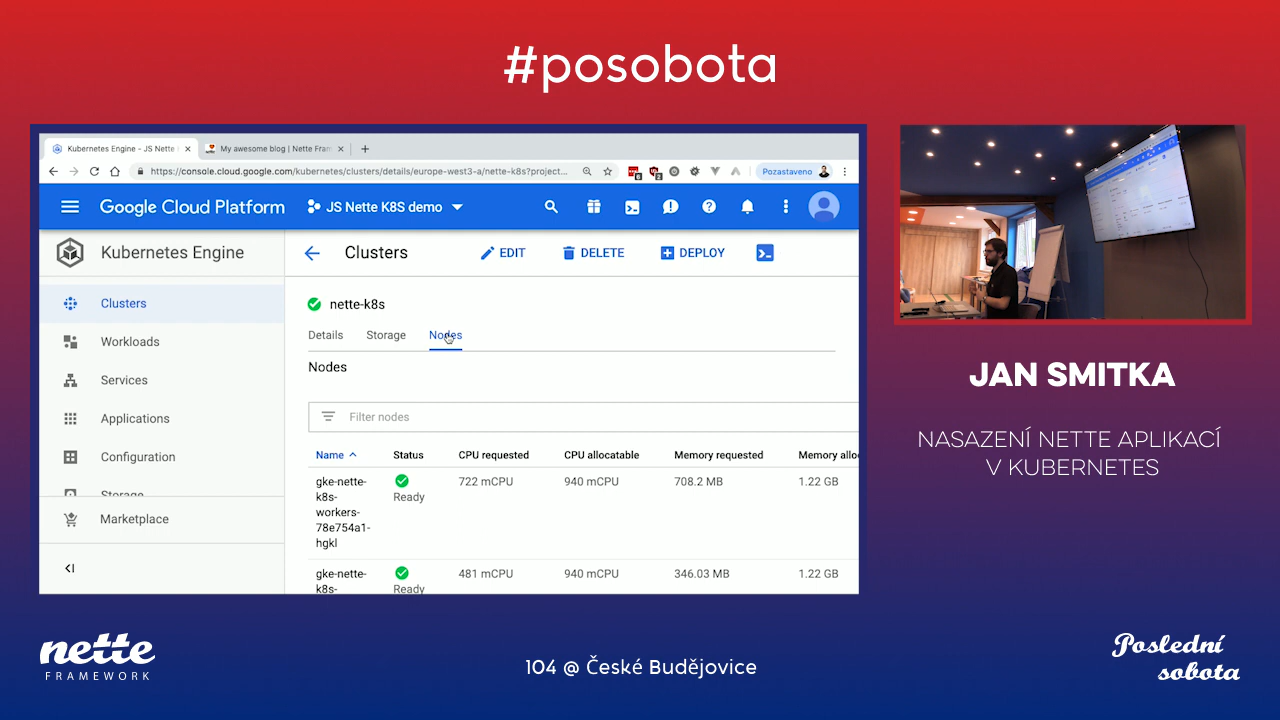 #posobota
Kubernetes Engine - JS Nette
My awesome blog | Nette Fram
https://console.cloud.google.com/kubernetes/clusters/details/europe-west3-a/nette-k8s?project...
Pozastaveno
Google Cloud Platform
JS Nette K8S demo
Kubernetes Engine
Clusters
EDIT
DELETE
DEPLOY
Clusters
Workloads
Services
Applications
Configuration
Storage
Marketplace
nette-k8s
Details Storage Nodes
Nodes
Filter nodes
Name Status CPU requested CPU allocatable Memory requested Memory alloc
gke-nette-
k8s-
workers-
78e754a1-
hgkl
Ready
722 mCPU 940 mCPU 708.2 MB 1.22 GB
gke-nette-
k8s-
Ready
481 mCPU 940 mCPU 346.03 MB 1.22 GB
JAN SMITKA
NASAZENÍ NETTE APLIKACÍ
V KUBERNETES
nette
FRAMEWORK
104 @ České Budějovice
Poslední
sobota